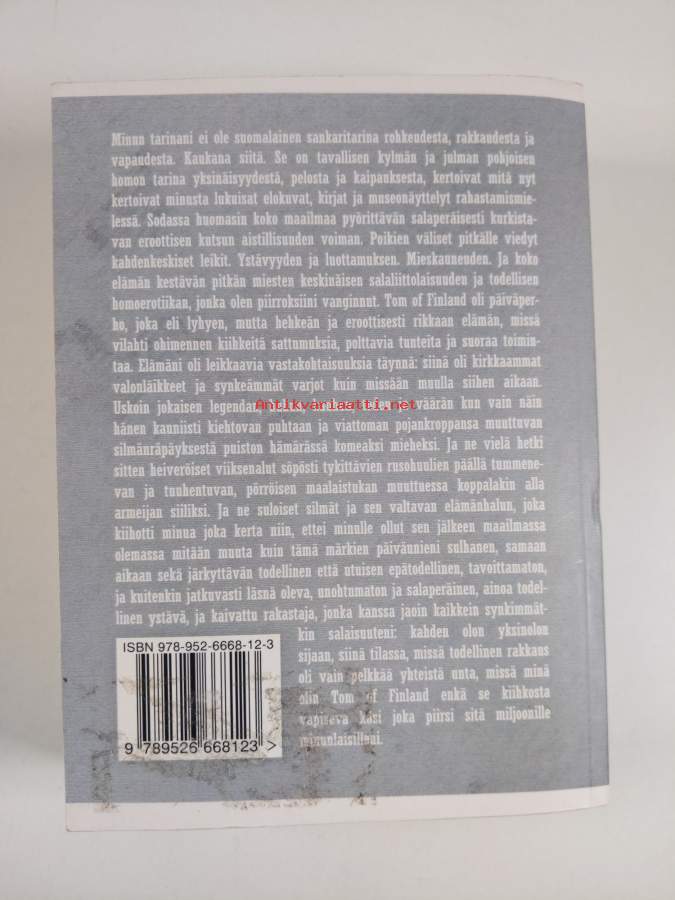 Minun tarinani ei ole suomalainen sankaritarina rohkeudesta, rakkaudesta ja
vapaudesta. Kaukana siitä. Se on tavallisen kylmän ja julman pohjoisen
homon tarina yksinäisyydestä, pelosta ja kaipauksesta, kertoivat mitä nyt
kertoivat minusta lukuisat elokuvat, kirjat ja museonäyttelyt rahastamismie-
lessä. Sodassa huomasin koko maailmaa pyörittävän salaperäisesti kurkista-
van eroottisen kutsun aistillisuuden voiman. Poikien väliset pitkälle viedyt
kahdenkeskiset leikit. Ystävyyden ja luottamuksen. Mieskauneuden. Ja koko
elämän kestävän pitkän miesten keskinäisen salaliittolaisuuden ja todellisen
homoerotiikan, jonka olen piirroksiini vanginnut. Tom of Finland oli päiväper-
ho, joka eli lyhyen, mutta hehkeän ja eroottisesti rikkaan elämän, missä
vilahti ohimennen kiihkeitä sattumuksia, polttavia tunteita ja suoraa toimin-
taa. Elämäni oli leikkaavia vastakohtaisuuksia täynnä: siinä oli kirkkaammat
valonläikkeet ja synkeämmät varjot kuin missään muulla siihen aikaan.
Uskoin jokaisen legendan väärän kun vain näin
Antikvariaatti.net
hänen kauniisti kiehtovan puhtaan ja viattoman pojankroppansa muuttuvan
silmänräpäyksestä puiston hämärässä komeaksi mieheksi. Ja ne vielä hetki
sitten heiveröiset viiksenalut söpösti tykittävien rusohuulien päällä tummene-
van ja tuuhentuvan, pörröisen maalaistukan muuttuessa koppalakin alla
armeijan siiliksi. Ja ne suloiset silmät ja sen valtavan elämänhalun, joka
kiihotti minua joka kerta niin, ettei minulle ollut sen jälkeen maailmassa
olemassa mitään muuta kuin tämä märkien päiväunieni sulhanen, samaan
aikaan sekä järkyttävän todellinen että utuisen epätodellinen, tavoittamaton,
ja kuitenkin jatkuvasti läsnä oleva, unohtumaton ja salaperäinen, ainoa todel-
linen ystävä, ja kaivattu rakastaja, jonka kanssa jaoin kaikkein synkimmät-
kin salaisuuteni: kahden olon yksinolon
sijaan, siinä tilassa, missä todellinen rakkaus
oli vain pelkkää yhteistä unta, missä minä
olin Tom of Finland enkä se kiihkosta
vapiseva käsi joka piirsi sitä miljoonille
minunlaisilleni.
ISBN 978-952-6668-12-3
9 789526 668123 >